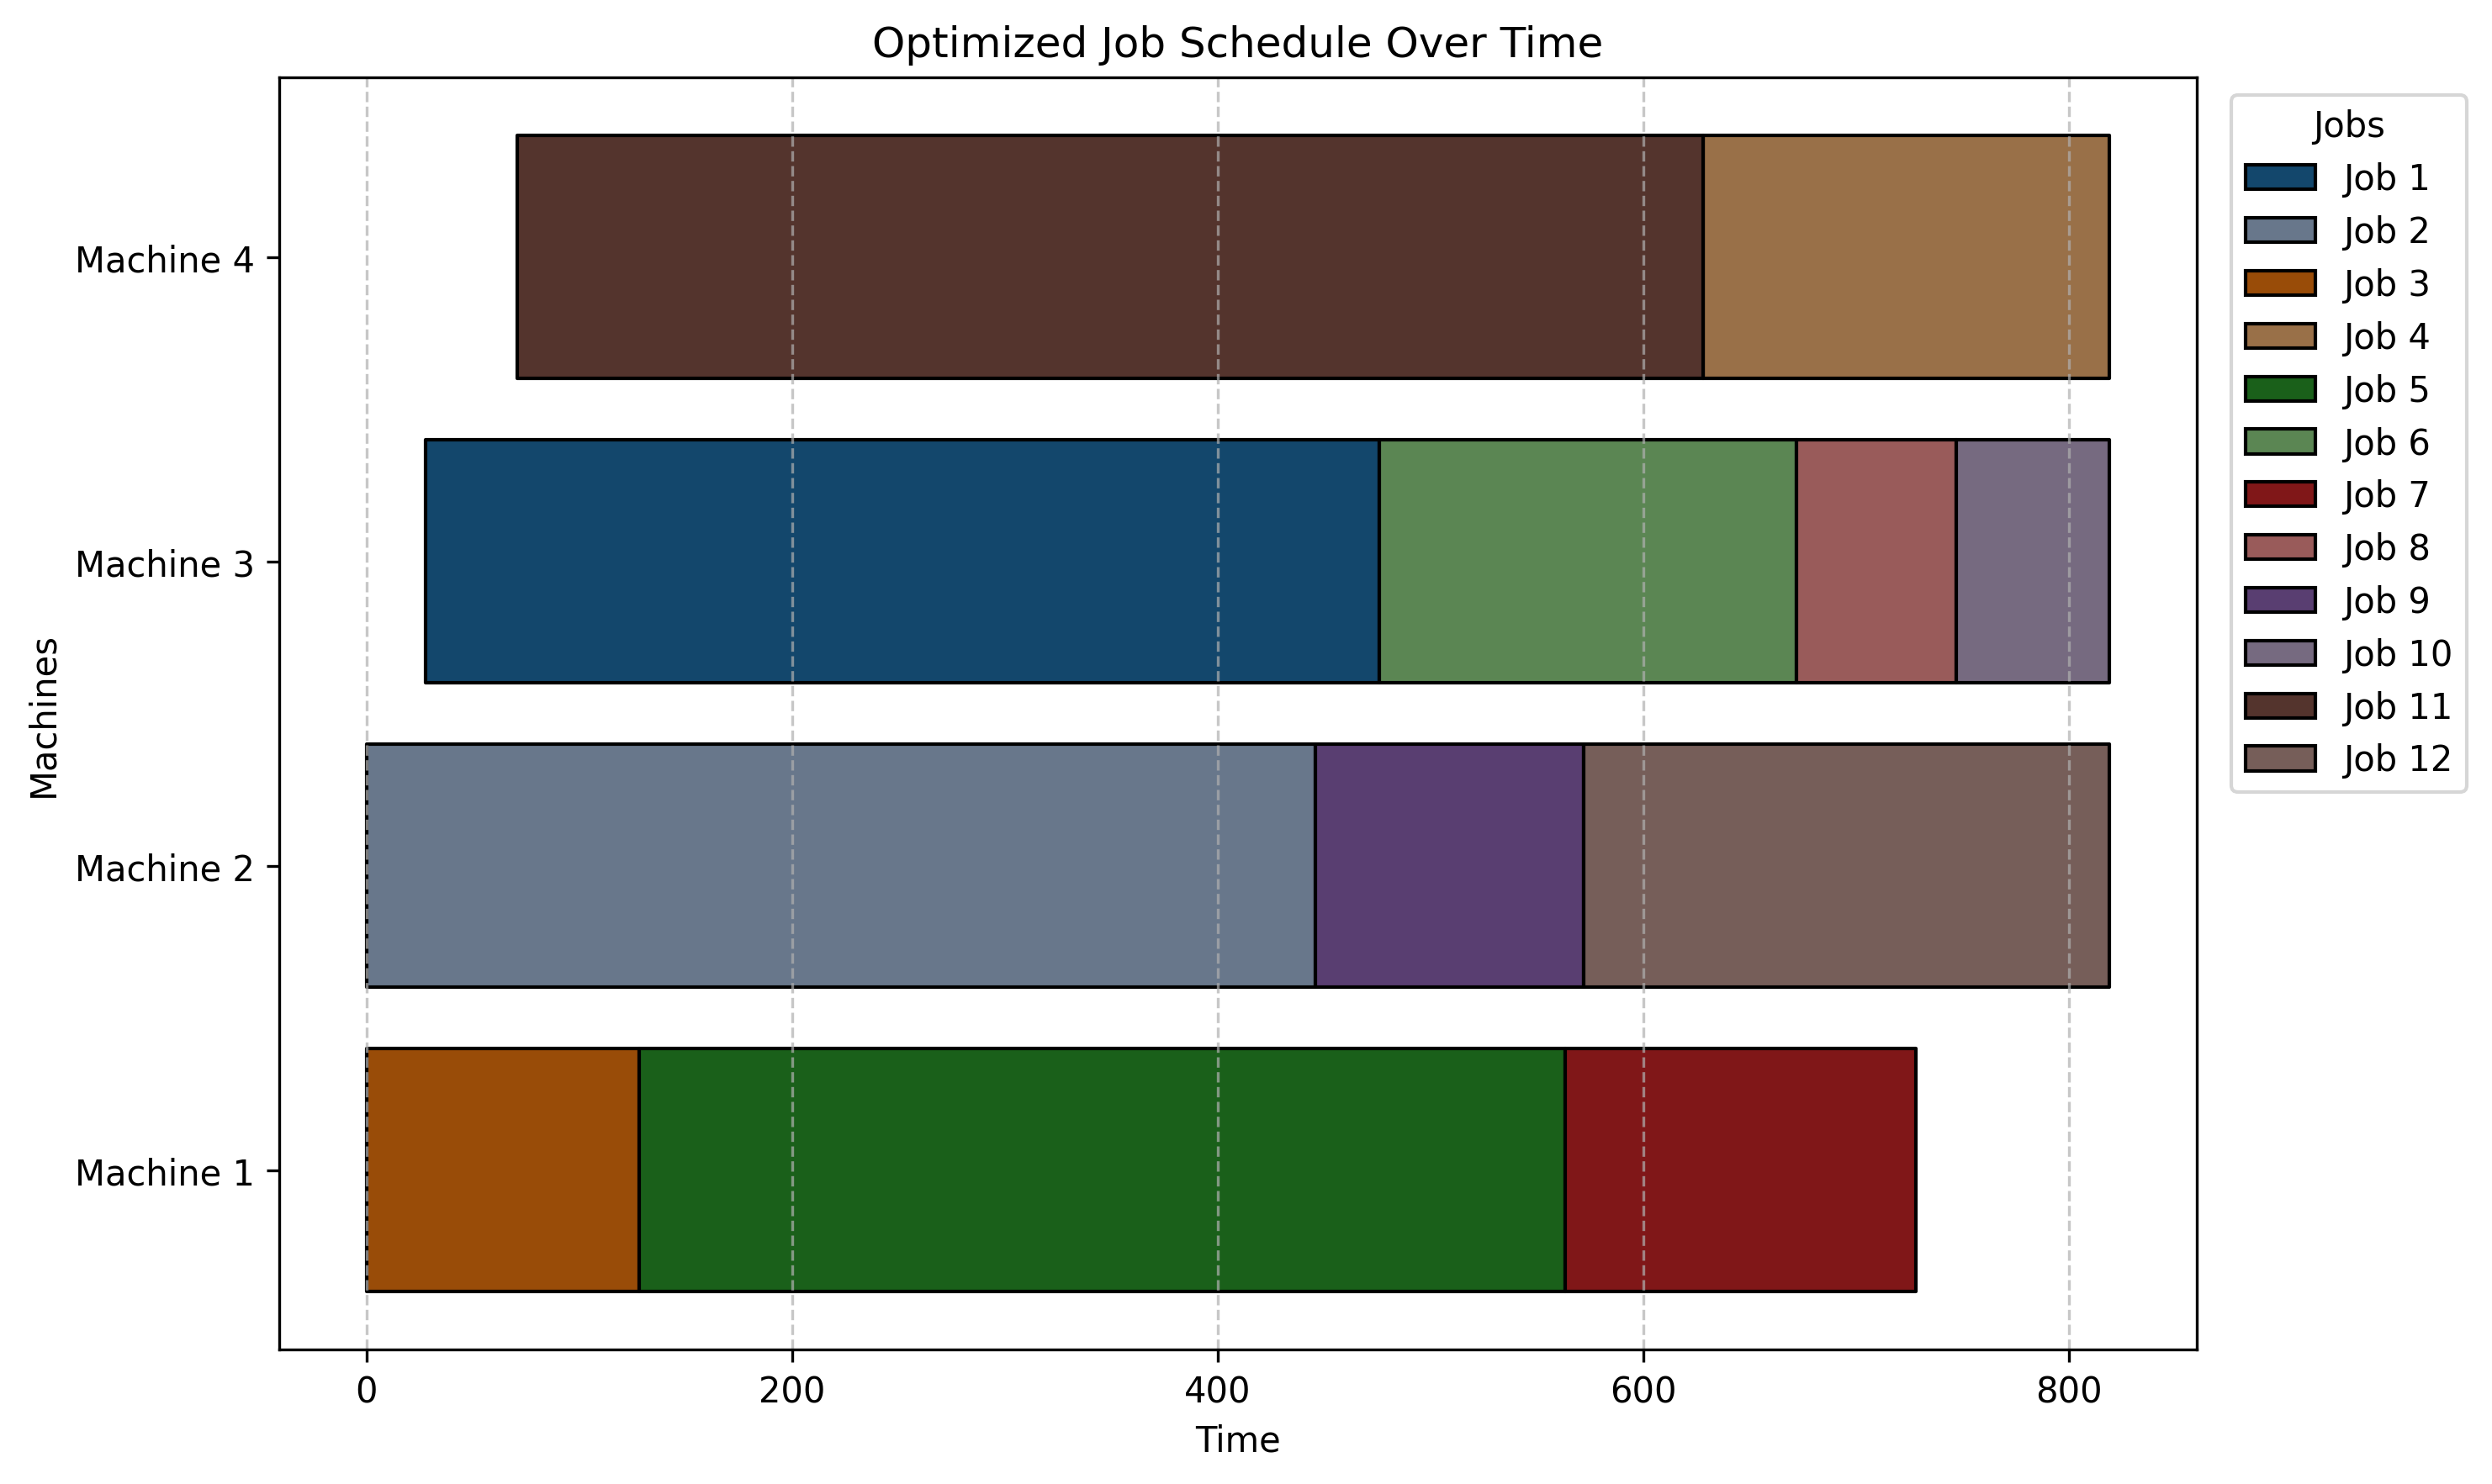 Optimized Job Schedule Over Time
Machines
Machine 4
Machine 3
Machine 2
Machine 1
0 200 400 600 800
Time
Jobs
Job 1
Job 2
Job 3
Job 4
Job 5
Job 6
Job 7
Job 8
Job 9
Job 10
Job 11
Job 12